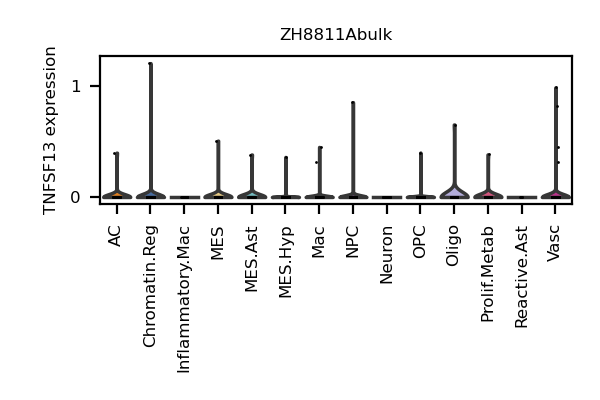 ZH8811Abulk
TNFSF13 expression
1
0
AC
Chromatin.Reg
Inflammatory.Mac
MES
MES.Ast
MES.Hyp
Mac
NPC
Neuron
OPC
Oligo
Prolif.Metab
Reactive.Ast
Vasc